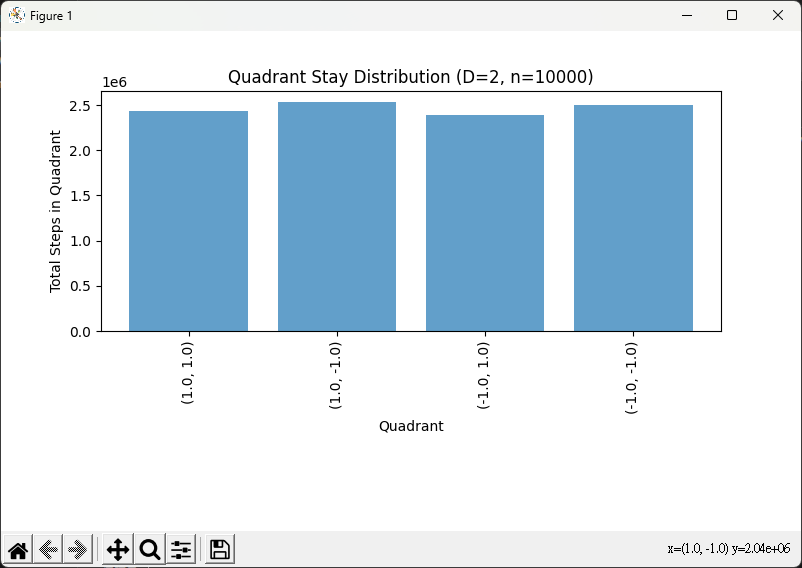 Figure 1
Quadrant Stay Distribution (D=2, n=10000)
1e6
Total Steps in Quadrant
2.5
2.0
1.5
1.0
0.5
0.0
(1.0, 1.0)
(1.0, -1.0)
(-1.0, 1.0)
(-1.0, -1.0)
Quadrant
x=(1.0, -1.0) y=2.04e+06